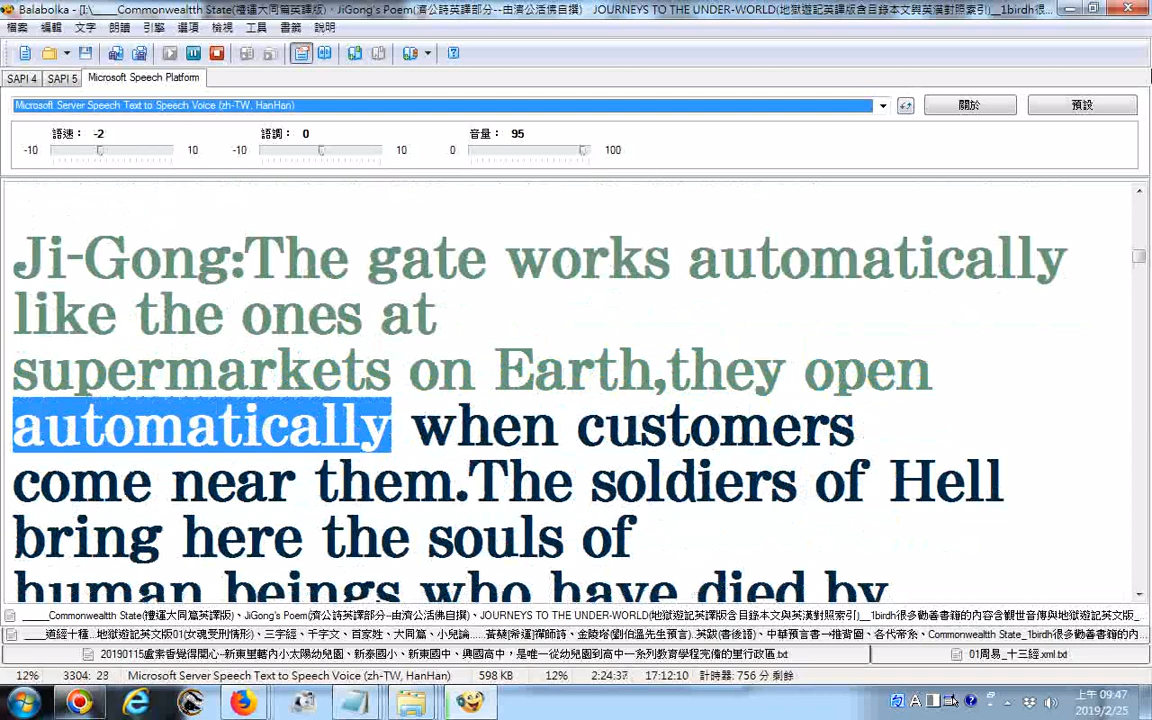 Balabolka - [I:\_____Commonwealtth State(禮運大同篇英譯版)、JiGong's Poem(濟公詩英譯部分--由濟公活佛自撰)   JOURNEYS TO THE UNDER-WORLD(地獄遊記英譯版含目錄本文與英漢對照索引)__1birdh很...
檔案 編輯 文字 朗讀 引擎 選項 檢視 工具 書籤 說明
SAPI 4 SAPI 5 Microsoft Speech Platform
Microsoft Server Speech Text to Speech Voice (zh-TW, HanHan)
關於 預設
語速： -2 語調： 0 音量： 95
-10 10 -10 10 0 100
Ji-Gong:The gate works automatically
like the ones at
supermarkets on Earth,they open
automatically when customers
come near them.The soldiers of Hell
bring here the souls of
human beings who have died by
_____Commonwealth State(禮運大同篇英譯版)、JiGong's Poem(濟公詩英譯部分--由濟公活佛自撰)、JOURNEYS TO THE UNDER-WORLD(地獄遊記英譯版含目錄本文與英漢對照索引)__1birdh很多勸善書籍的內容含觀世音傳與地獄遊記英文版...
道經十種...地獄遊記英文版01(女魂受刑情形)、三字經、千字文、百家姓、大同篇、小兒論......黃蘗[希運]禪師詩、金陵塔(劉伯溫先生預言).英跋(書後語)、中華預言書一推背圖、各代帝系、Commonwealth State_1birdh很多勸善書籍的內...
20190115盧素香覺得開心--新東里轄內小太陽幼兒園、新泰國小、新東國中、興國高中，是唯一從幼兒園到高中一系列教育學程完備的里行政區.txt 01周易_十三經.xml.txt
12% 3304: 23 Microsoft Server Speech Text to Speech Voice (zh-TW, HanHan) 598 KB 12% 2:24:37 17:12:10 計時器: 756 分 剩餘
上午 09:47
2019/2/25